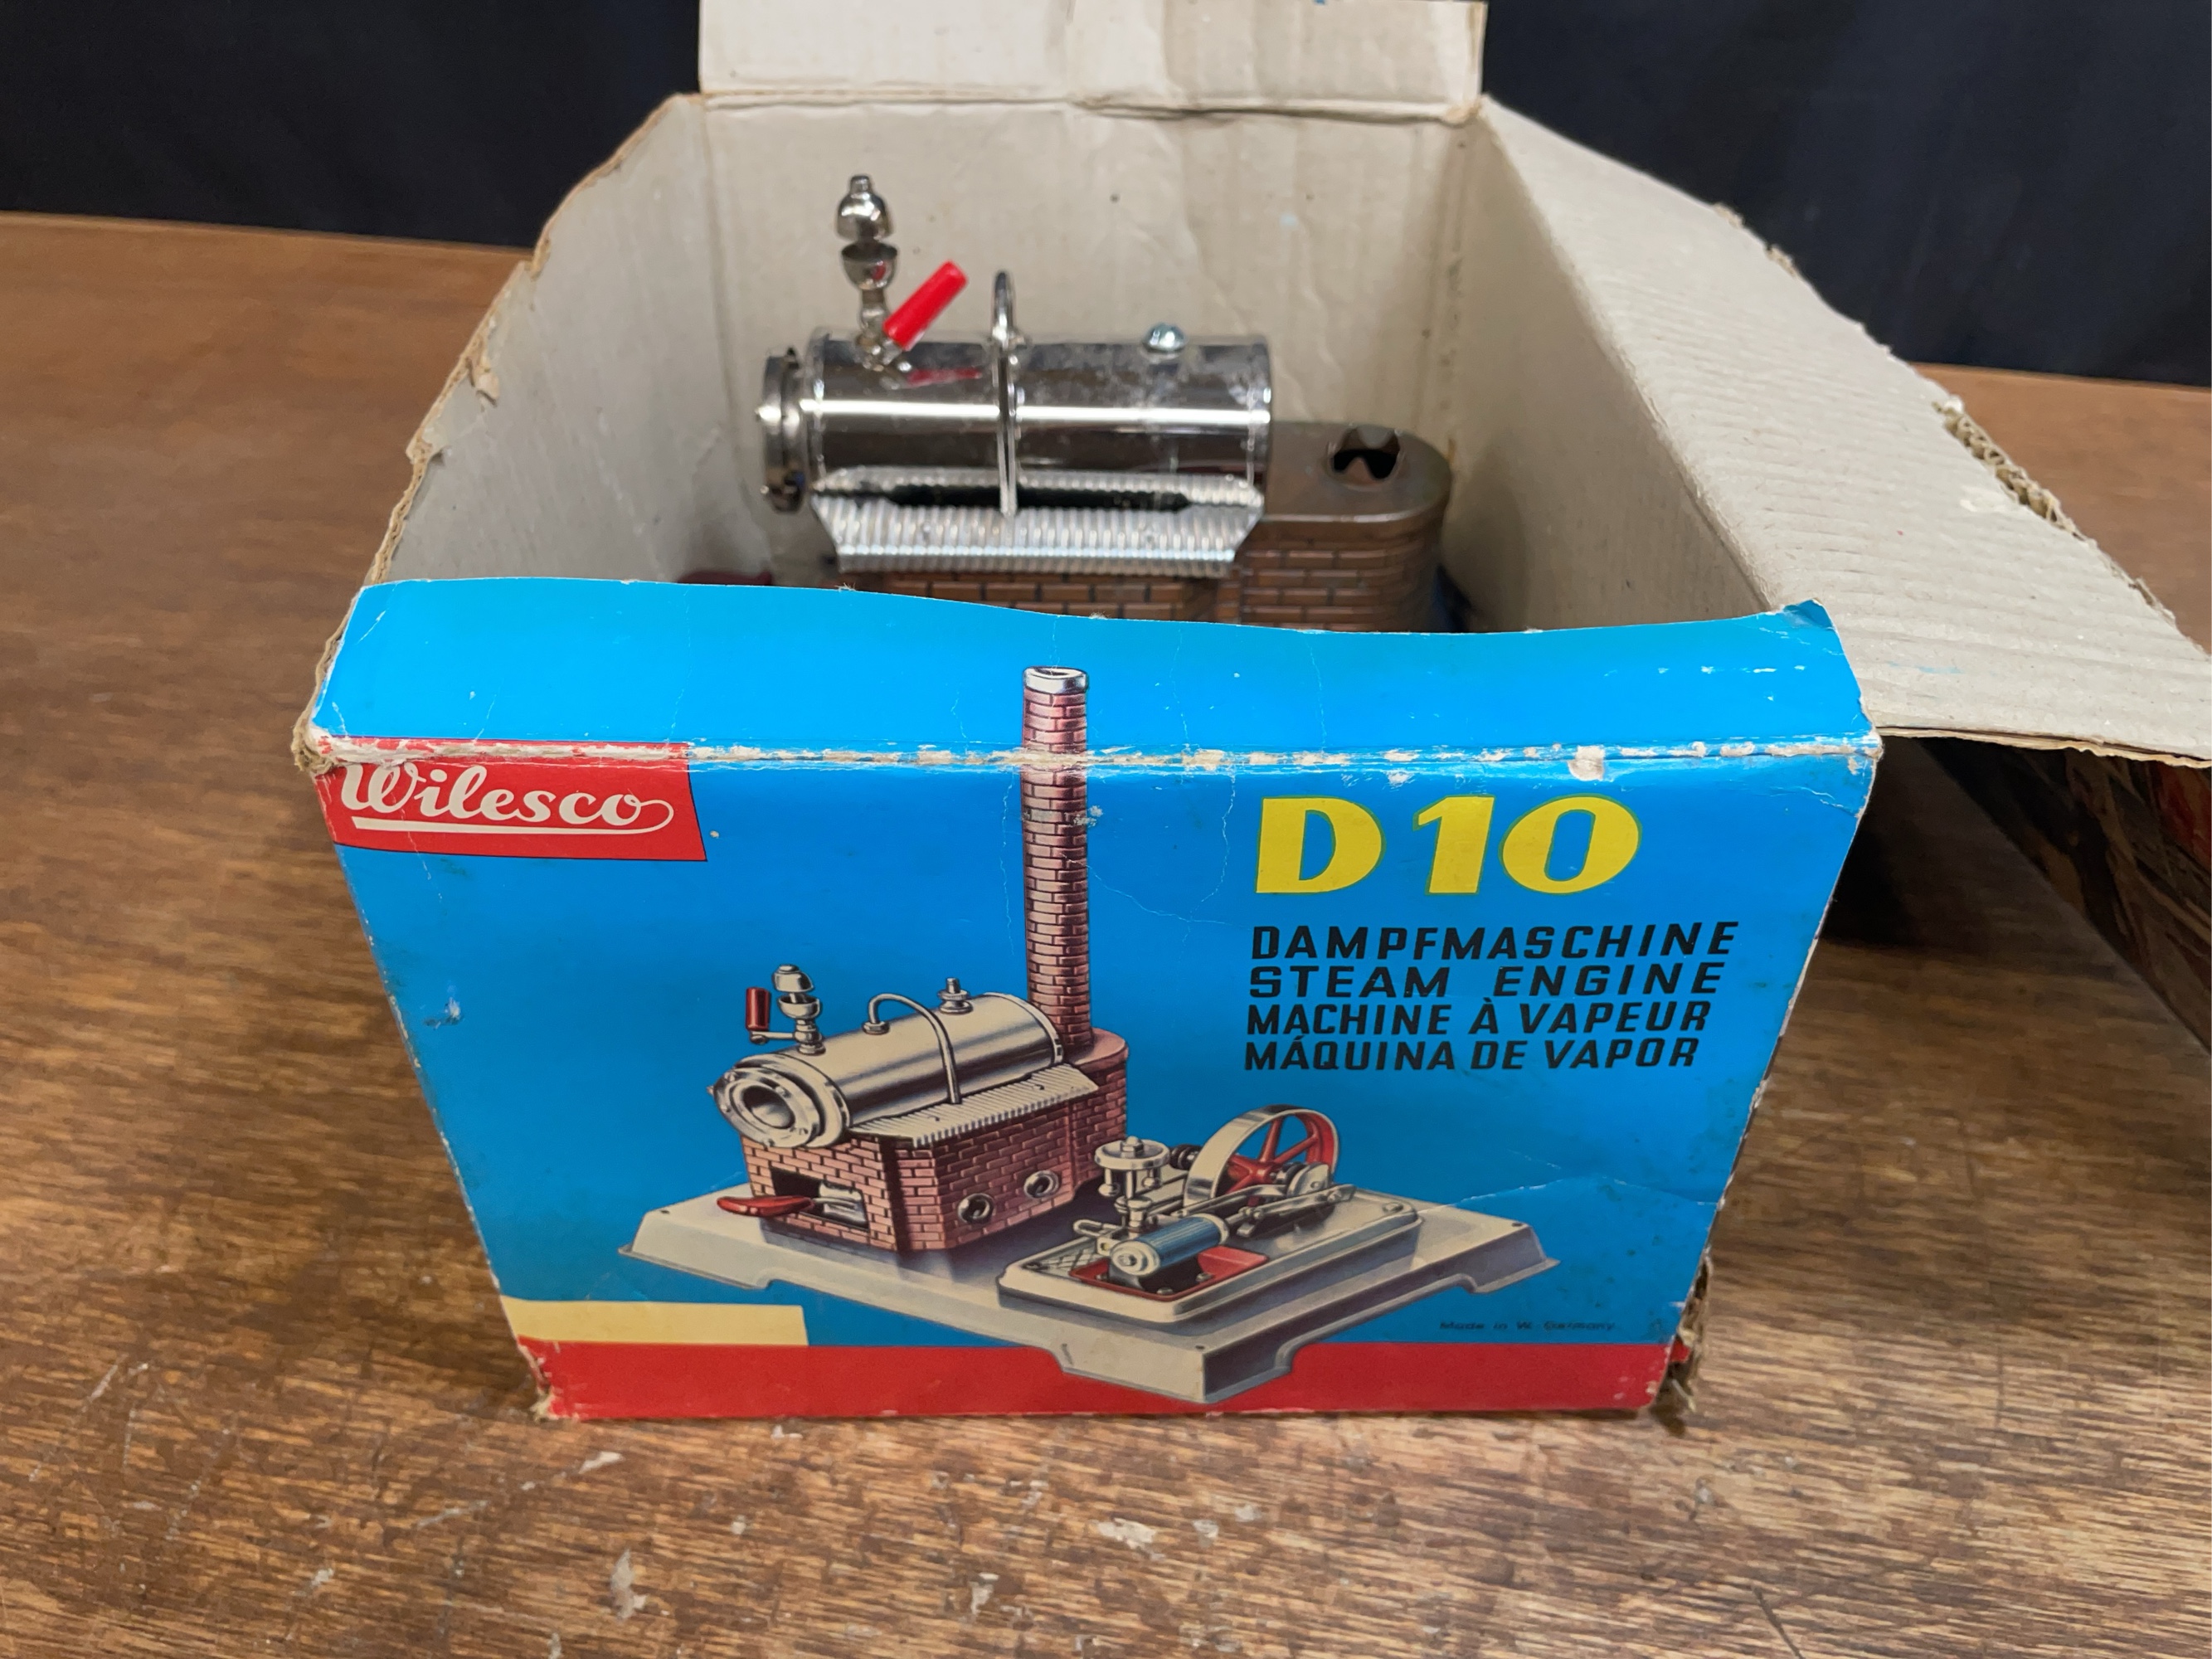 Wilesco
D10
DAMPFMASCHINE
STEAM ENGINE
MACHINE À VAPEUR
MÁQUINA DE VAPOR
Made in W. Germany